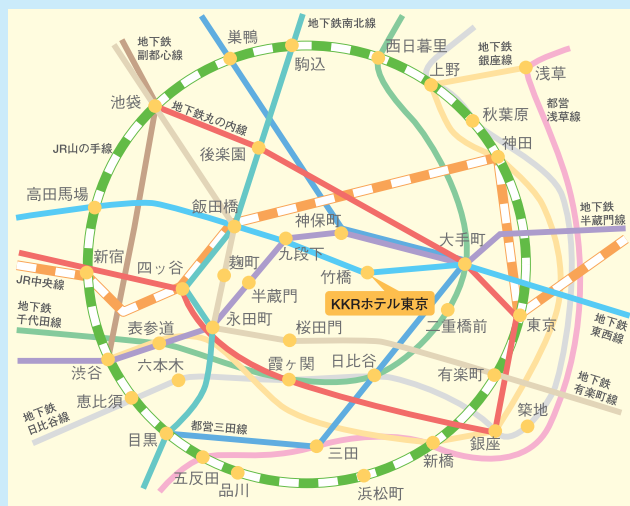 地下鉄南北線
巣鴨
地下鉄
副都心線
駒込
西日暮里
地下鉄
銀座線
上野
浅草
池袋
地下鉄丸の内線
都営
浅草線
秋葉原
神田
JR山の手線
後楽園
高田馬場
飯田橋
神保町
地下鉄
半蔵門線
大手町
九段下
新宿
四ッ谷
麹町
竹橋
JR中央線
半蔵門
KKRホテル東京
地下鉄
千代田線
永田町
桜田門
二重橋前
東京
地下鉄
東西線
表参道
渋谷
六本木
霞ヶ関
日比谷
有楽町
地下鉄
有楽町線
恵比須
地下鉄
日比谷線
築地
目黒
都営三田線
三田
銀座
新橋
五反田
品川
浜松町